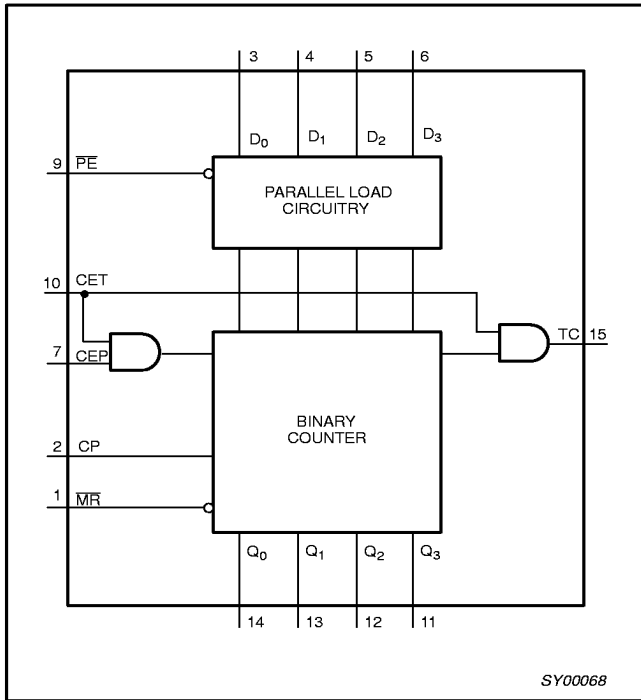 3 4 5 6
D0 D1 D2 D3
9 PE
PARALLEL LOAD
CIRCUITRY
10 CET
7 CEP
TC 15
BINARY
COUNTER
2 CP
1 MR
Q0 Q1 Q2 Q3
14 13 12 11
SY00068